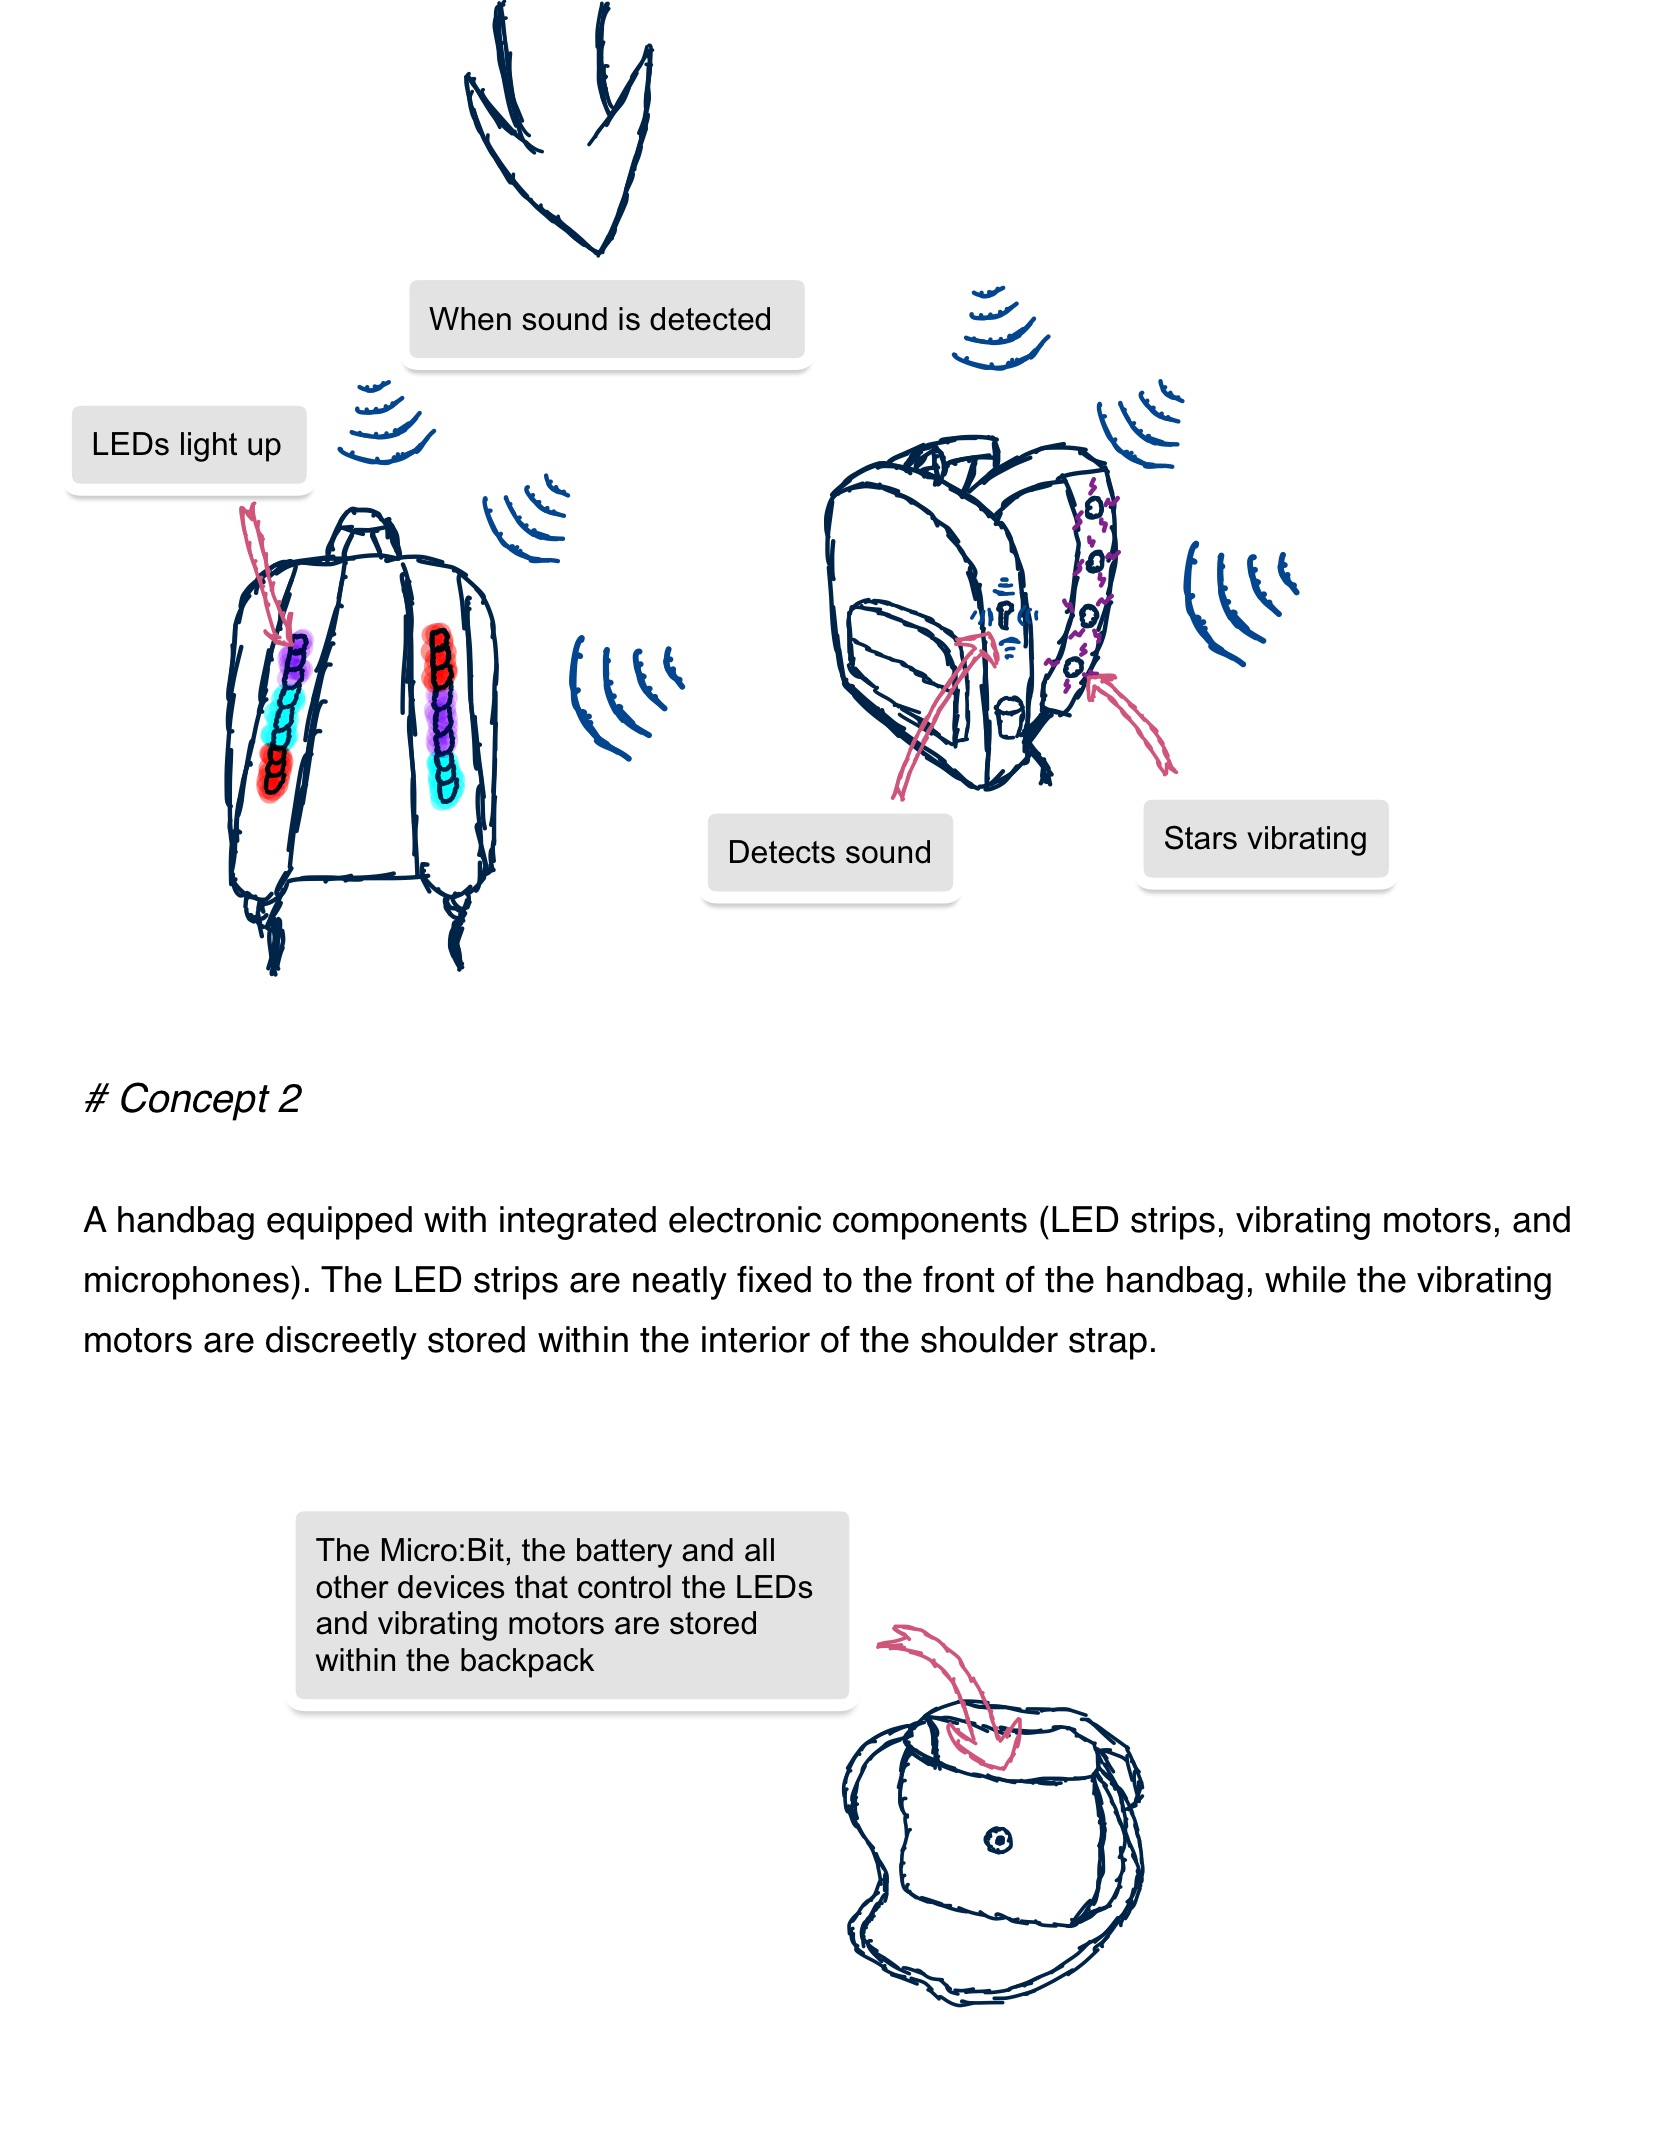 When sound is detected
LEDs light up
Detects sound
Stars vibrating
# Concept 2
A handbag equipped with integrated electronic components (LED strips, vibrating motors, and
microphones). The LED strips are neatly fixed to the front of the handbag, while the vibrating
motors are discreetly stored within the interior of the shoulder strap.
The Micro:Bit, the battery and all
other devices that control the LEDs
and vibrating motors are stored
within the backpack